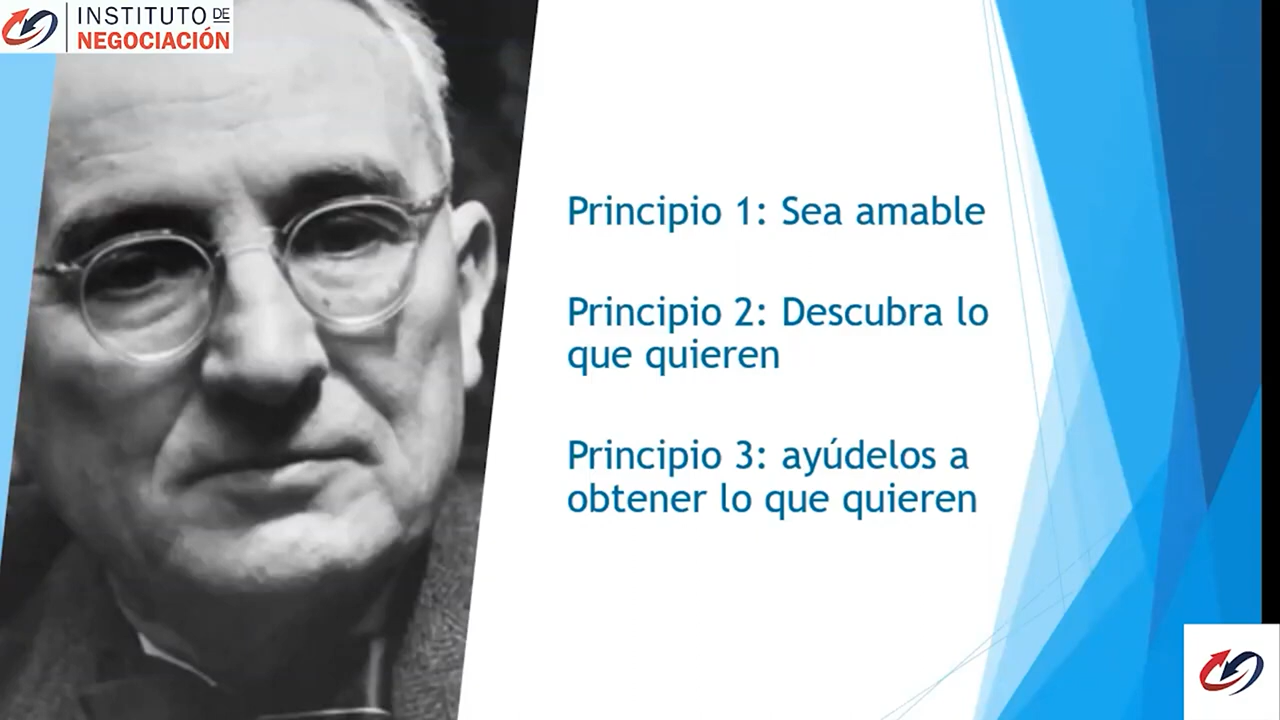 INSTITUTO DE
NEGOCIACIÓN
Principio 1: Sea amable
Principio 2: Descubra lo
que quieren
Principio 3: ayúdelos a
obtener lo que quieren